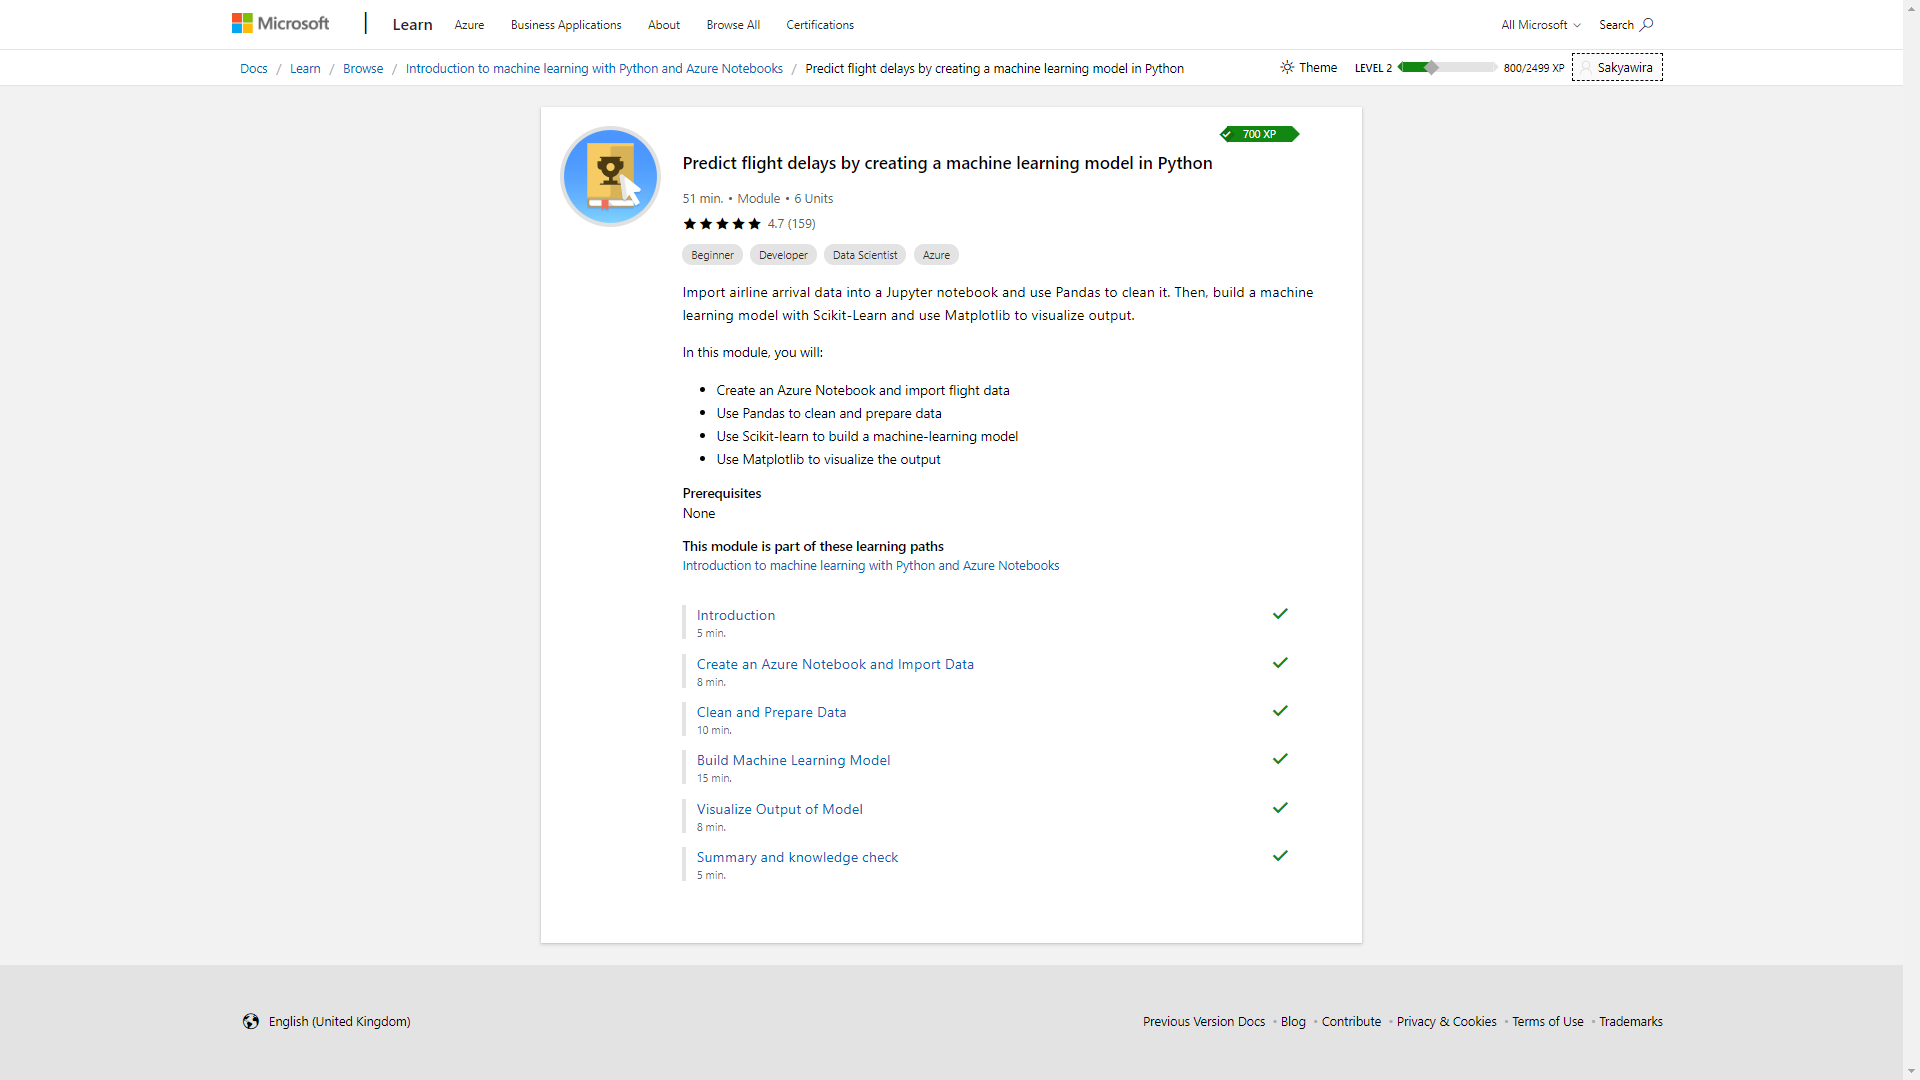 Microsoft
Learn
Azure
Business Applications
About
Browse All
Certifications
All Microsoft
Search
Docs / Learn / Browse / Introduction to machine learning with Python and Azure Notebooks / Predict flight delays by creating a machine learning model in Python
Theme
LEVEL 2
800/2499 XP
Sakyawira
700 XP
Predict flight delays by creating a machine learning model in Python
51 min. • Module • 6 Units
4.7 (159)
Beginner
Developer
Data Scientist
Azure
Import airline arrival data into a Jupyter notebook and use Pandas to clean it. Then, build a machine
learning model with Scikit-Learn and use Matplotlib to visualize output.
In this module, you will:
• Create an Azure Notebook and import flight data
• Use Pandas to clean and prepare data
• Use Scikit-learn to build a machine-learning model
• Use Matplotlib to visualize the output
Prerequisites
None
This module is part of these learning paths
Introduction to machine learning with Python and Azure Notebooks
Introduction
5 min.
Create an Azure Notebook and Import Data
8 min.
Clean and Prepare Data
10 min.
Build Machine Learning Model
15 min.
Visualize Output of Model
8 min.
Summary and knowledge check
5 min.
English (United Kingdom)
Previous Version Docs • Blog • Contribute • Privacy & Cookies • Terms of Use • Trademarks